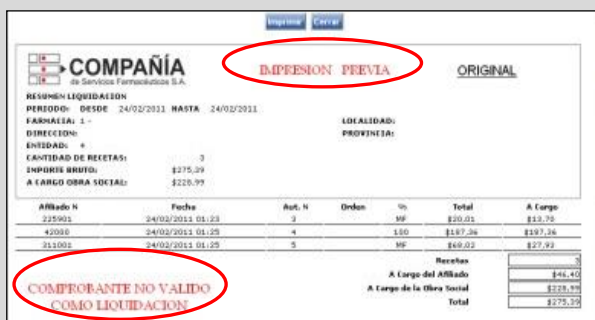 Imprimir Cerrar
COMPAÑÍA
de Servicios Farmacéuticos S.A.
IMPRESION PREVIA
ORIGINAL
RESUMEN LIQUIDACION
PERIODO: DESDE 24/02/2011 HASTA 24/02/2011
FARMACIA: 1 - LOCALIDAD:
DIRECCION: PROVINCIA:
ENTIDAD: 4
CANTIDAD DE RECETAS: 3
IMPORTE BRUTO: $275,39
A CARGO OBRA SOCIAL: $228,99
Afiliado N Fecha Aut. N Orden % Total A Cargo
225901 24/02/2011 01:23 3 MF $20,01 $13,70
42000 24/02/2011 01:25 4 100 $187,36 $187,36
311001 24/02/2011 01:25 5 MF $68,02 $27,93
Recetas 3
A Cargo del Afiliado $46,40
A Cargo de la Obra Social $228,99
Total $275,39
COMPROBANTE NO VALIDO
COMO LIQUIDACION